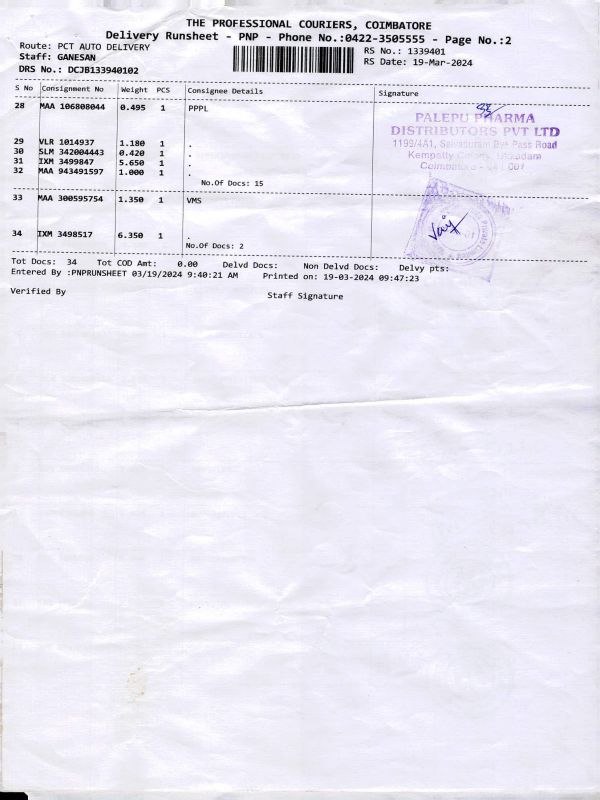 THE PROFESSIONAL COURIERS, COIMBATORE
Delivery Runsheet - PNP - Phone No.:0422-3505555 - Page No.:2
Route: PCT AUTO DELIVERY
RS No.: 1339401
Staff: GANESAN
RS Date: 19-Mar-2024
DRS No.: DCJB133940102
S No Consignment No Weight PCS Consignee Details Signature
28 MAA 106808044 0.495 1 PPPL
PALEPU PHARMA
DISTRIBUTORS PVT LTD
1199/4A1, Bye Pass Road
29 VLR 1014937 1.180 1 .
30 SLM 342004443 0.420 1 .
31 IXM 3499847 5.650 1 .
32 MAA 943491597 1.000 1 .
No.Of Docs: 15
33 MAA 300595754 1.350 1 VMS
34 IXM 3498517 6.350 1 .
No.Of Docs: 2
Tot Docs: 34 Tot COD Amt: 0.00 Delvd Docs: Non Delvd Docs: Delvy pts:
Entered By :PNPRUNSHEET 03/19/2024 9:40:21 AM Printed on: 19-03-2024 09:47:23
Verified By Staff Signature